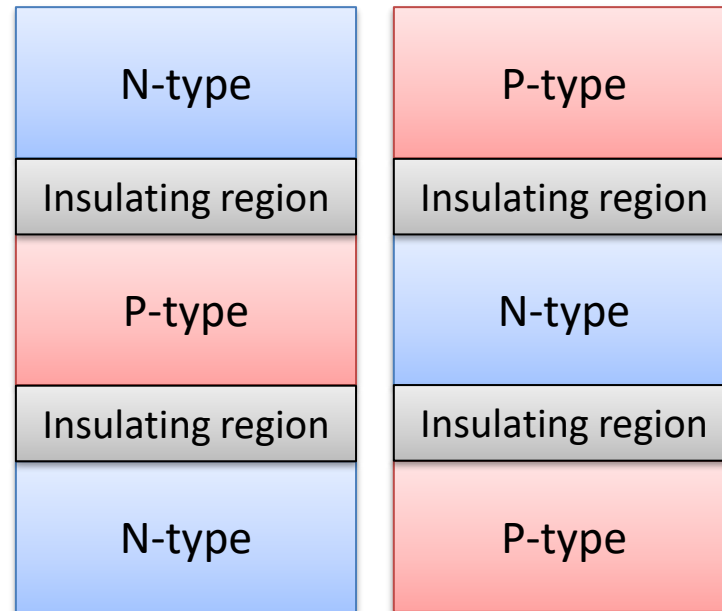 N-type
Insulating region
P-type
Insulating region
N-type
P-type
Insulating region
N-type
Insulating region
P-type